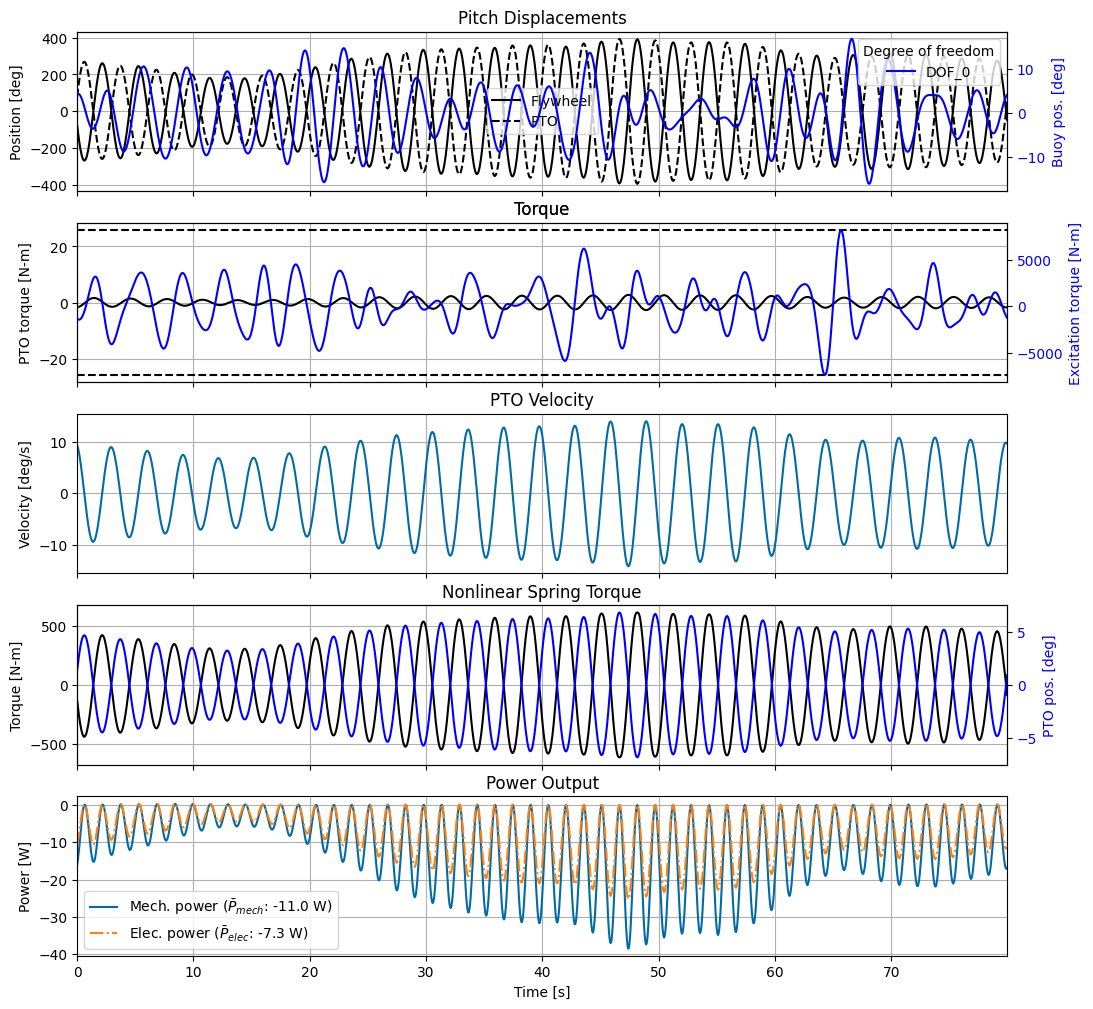 Pitch Displacements
Position [deg]
400
200
0
−200
−400
Flywheel
PTO
Degree of freedom
DOF_0
10
0
−10
Buoy pos. [deg]
Torque
PTO torque [N-m]
20
0
−20
5000
0
−5000
Excitation torque [N-m]
PTO Velocity
Velocity [deg/s]
10
0
−10
Nonlinear Spring Torque
Torque [N-m]
500
0
−500
5
0
−5
PTO pos. [deg]
Power Output
Power [W]
0
−10
−20
−30
−40
Mech. power (P̄mech: -11.0 W)
Elec. power (P̄elec: -7.3 W)
0 10 20 30 40 50 60 70
Time [s]